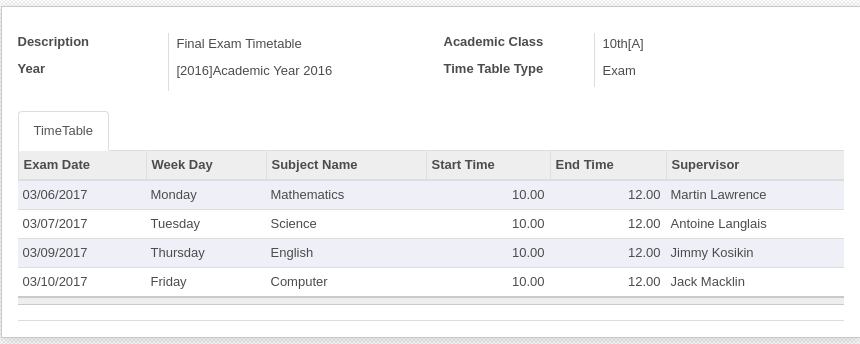 Description Final Exam Timetable Academic Class 10th[A]
Year [2016]Academic Year 2016 Time Table Type Exam
TimeTable
Exam Date Week Day Subject Name Start Time End Time Supervisor
03/06/2017 Monday Mathematics 10.00 12.00 Martin Lawrence
03/07/2017 Tuesday Science 10.00 12.00 Antoine Langlais
03/09/2017 Thursday English 10.00 12.00 Jimmy Kosikin
03/10/2017 Friday Computer 10.00 12.00 Jack Macklin